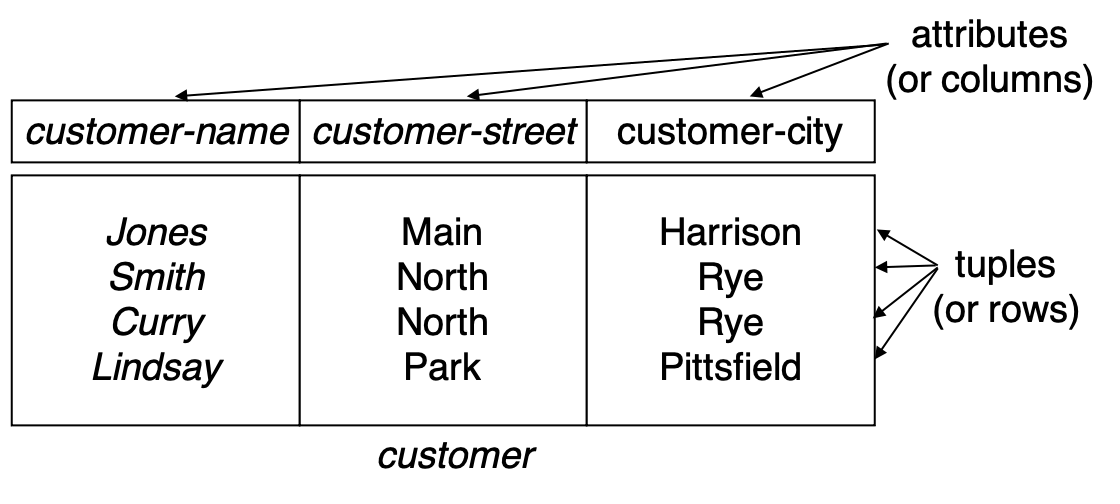 attributes
(or columns)
customer-name customer-street customer-city
Jones Main Harrison
Smith North Rye
Curry North Rye
Lindsay Park Pittsfield
tuples
(or rows)
customer